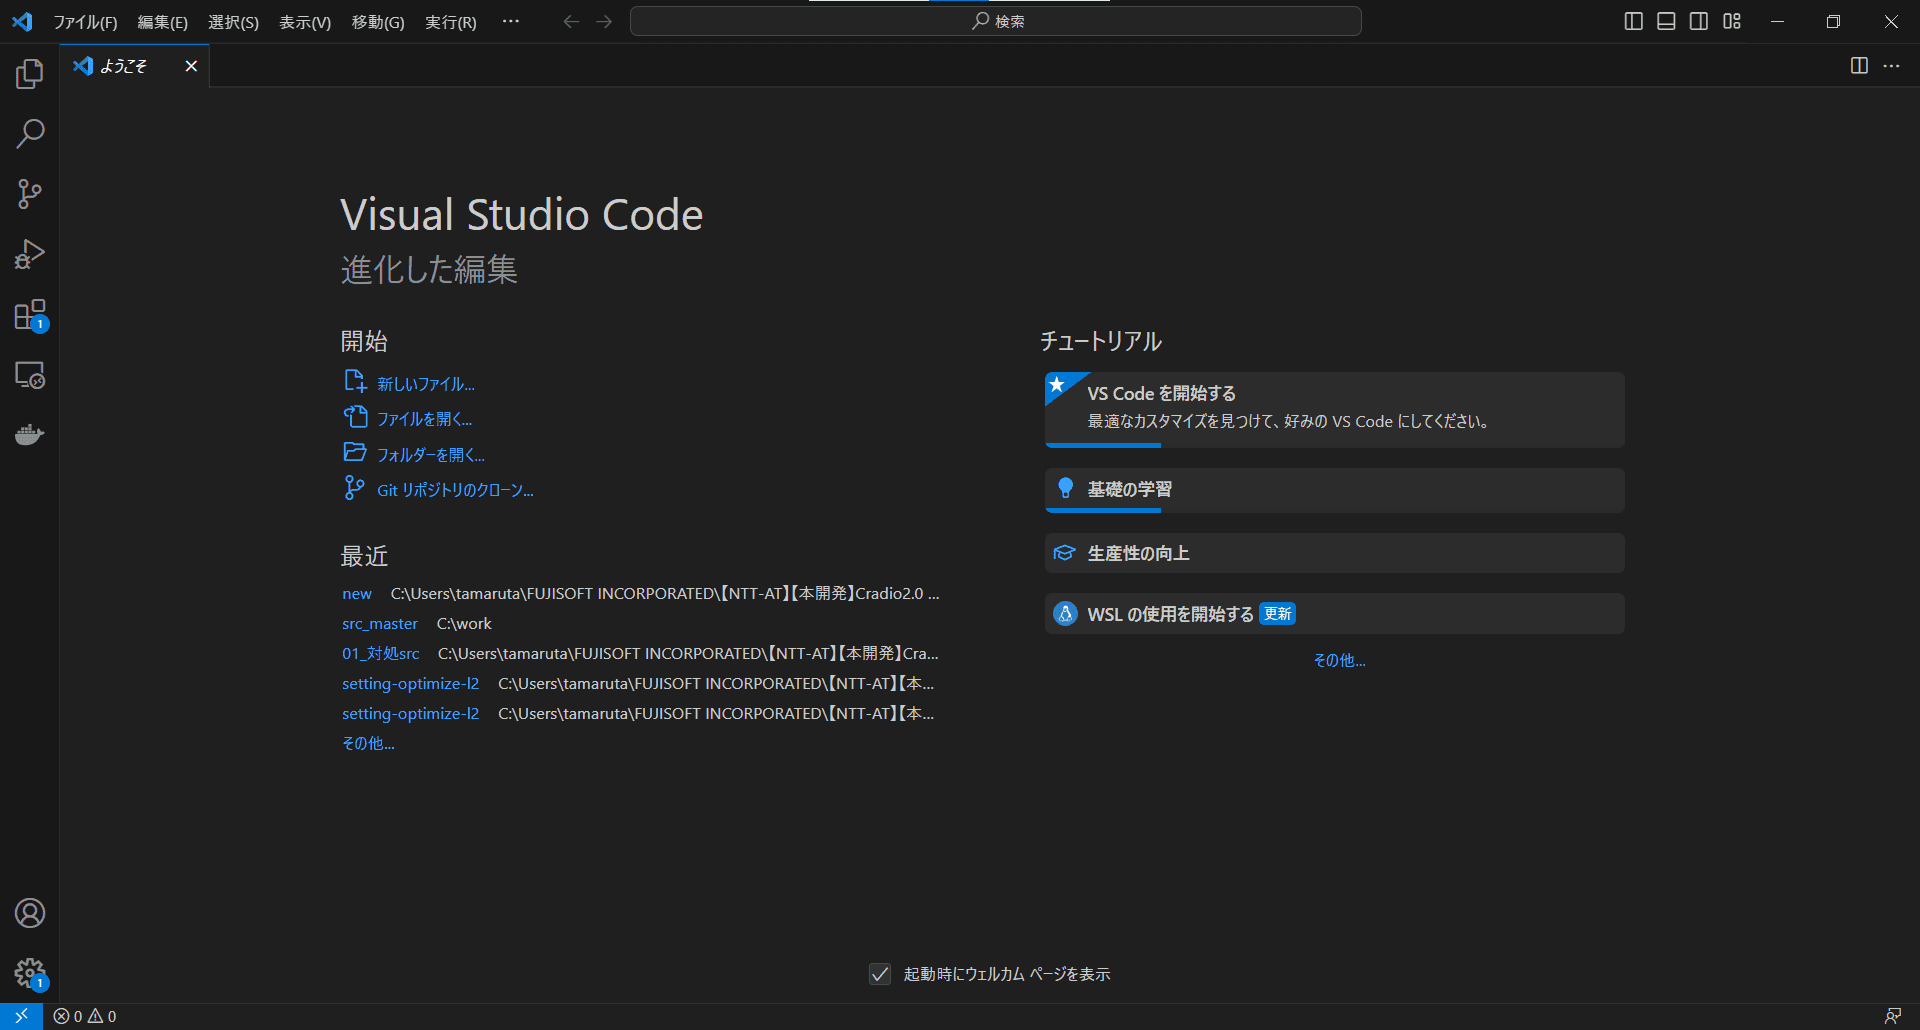 ファイル(F) 編集(E) 選択(S) 表示(V) 移動(G) 実行(R) ··· 検索
ようこそ
Visual Studio Code
進化した編集
開始
新しいファイル...
ファイルを開く...
フォルダーを開く...
Git リポジトリのクローン...
最近
new C:\Users\tamaruta\FUJISOFT INCORPORATED\【NTT-AT】【本開発】Cradio2.0 ...
src_master C:\work
01_対処src C:\Users\tamaruta\FUJISOFT INCORPORATED\【NTT-AT】【本開発】Cra...
setting-optimize-l2 C:\Users\tamaruta\FUJISOFT INCORPORATED\【NTT-AT】【本...
setting-optimize-l2 C:\Users\tamaruta\FUJISOFT INCORPORATED\【NTT-AT】【本...
その他...
チュートリアル
VS Code を開始する
最適なカスタマイズを見つけて、好みの VS Code にしてください。
基礎の学習
生産性の向上
WSL の使用を開始する 更新
その他...
1
1
起動時にウェルカム ページを表示
0 0